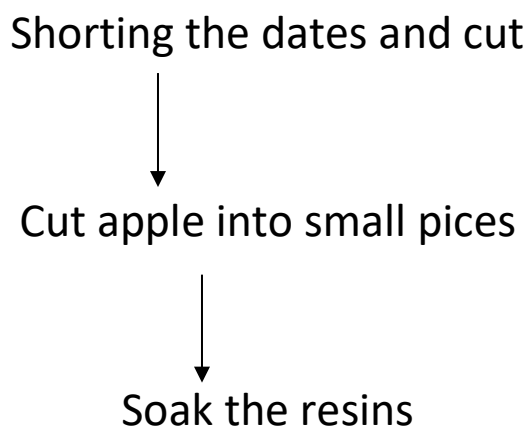 Shorting the dates and cut
Cut apple into small pices
Soak the resins